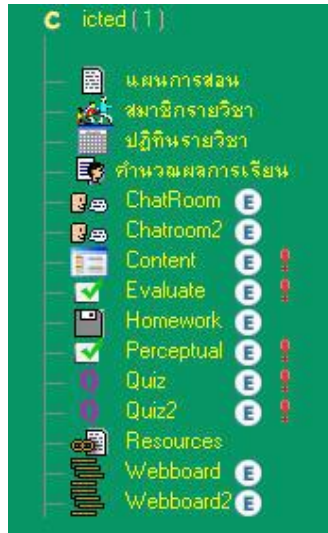 C icted (1)
แผนการสอน
สมาชิกรายวิชา
ปฏิทินรายวิชา
คำนวณผลการเรียน
ChatRoom E
Chatroom2 E
Content E
Evaluate E
Homework E
Perceptual E
Quiz E
Quiz2 E
Resources
Webboard E
Webboard2 E